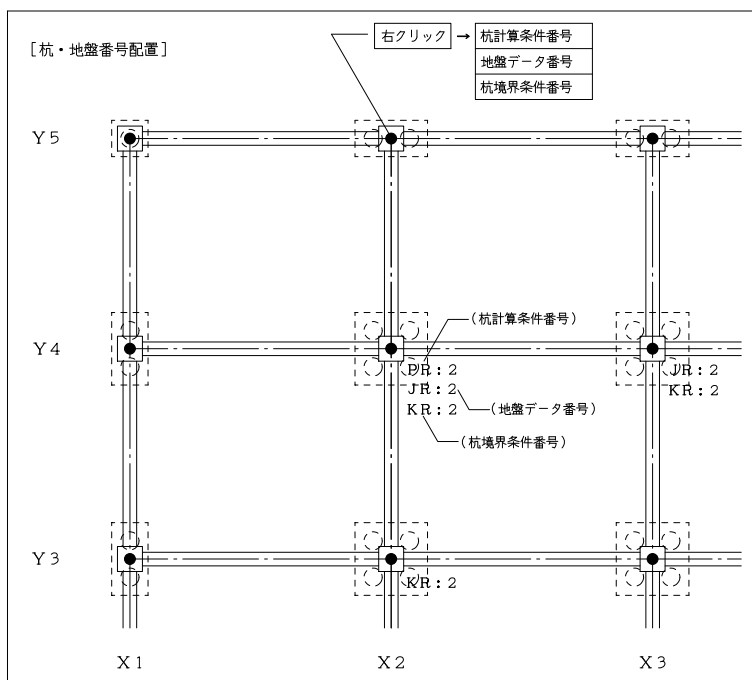 [杭・地盤番号配置]
右クリック → 杭計算条件番号
地盤データ番号
杭境界条件番号
Y5
Y4
(杭計算条件番号)
PR:2
JR:2
KR:2
(地盤データ番号)
(杭境界条件番号)
JR:2
KR:2
Y3
KR:2
X1 X2 X3